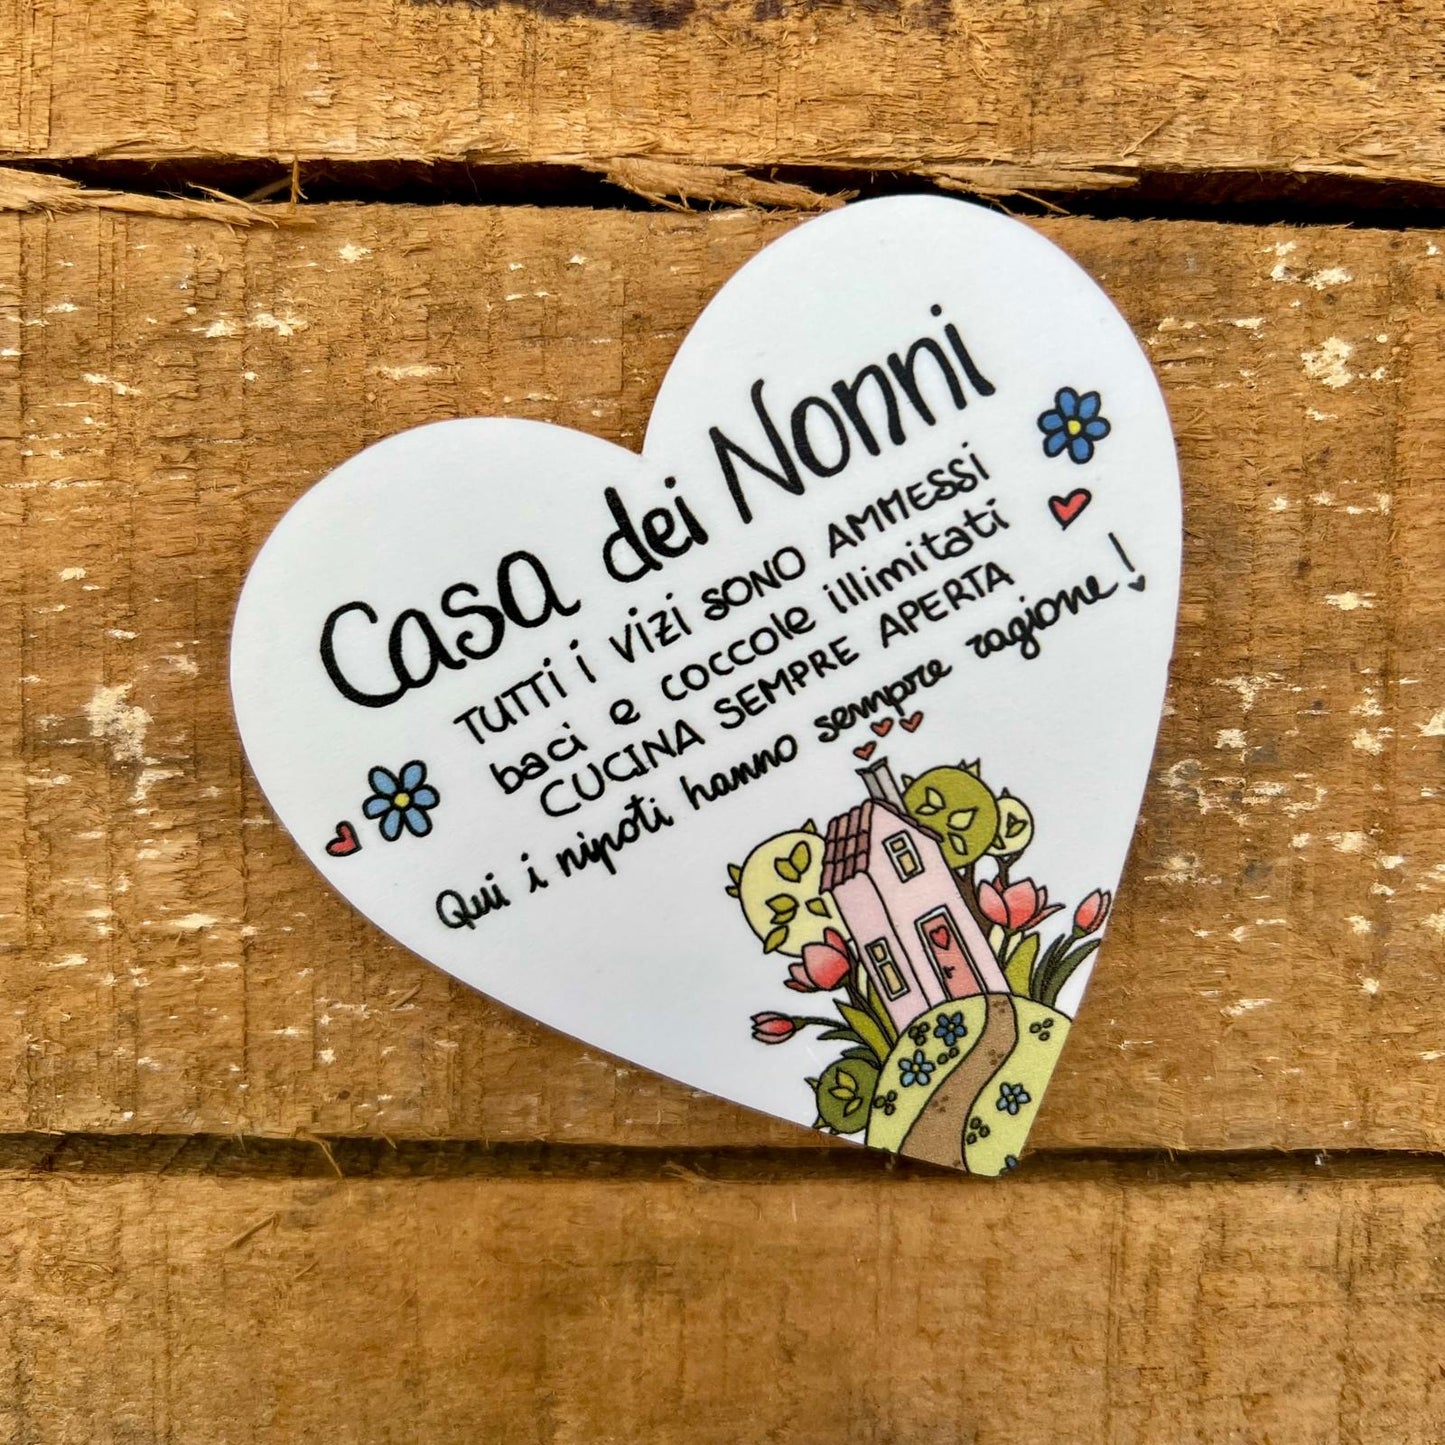 Casa dei Nonni
TUTTI i vizi sono AMMESSI
baci e coccole illimitati
CUCINA SEMPRE APERTA
Qui i nipoti hanno sempre ragione!